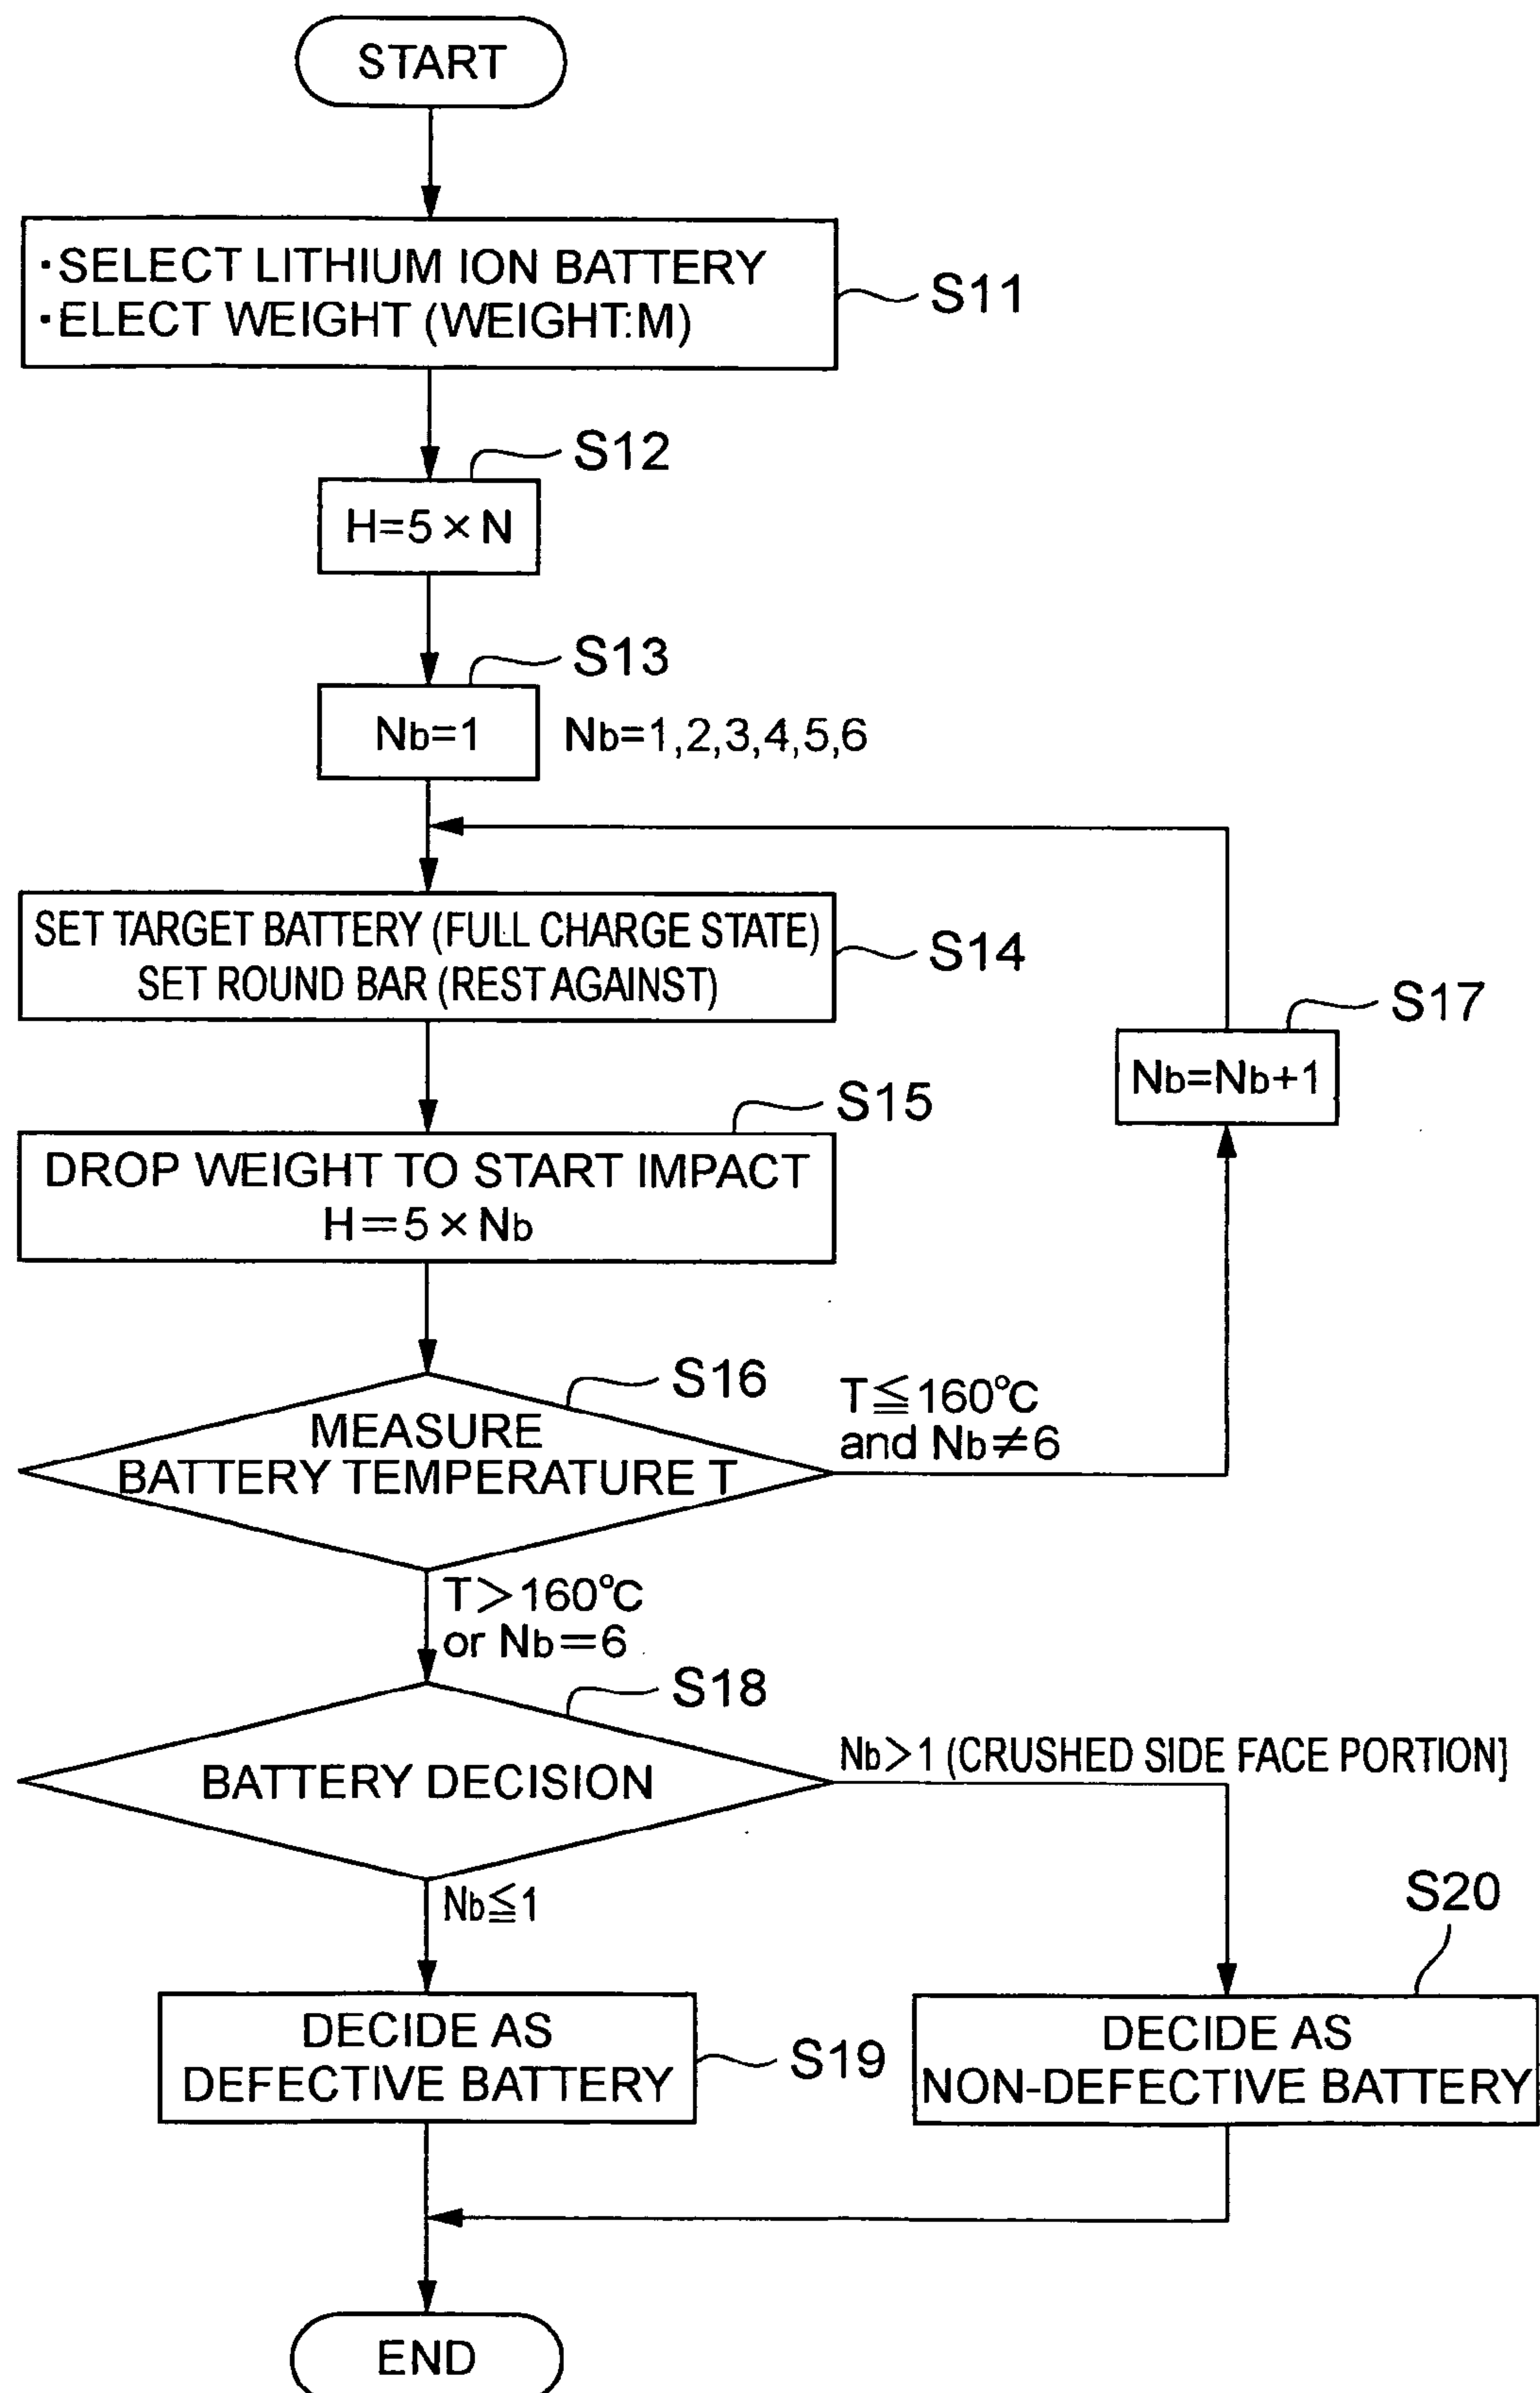 START
·SELECT LITHIUM ION BATTERY
·ELECT WEIGHT (WEIGHT:M)
S11
S12
H=5×N
S13
Nb=1
Nb=1,2,3,4,5,6
SET TARGET BATTERY (FULL CHARGE STATE)
SET ROUND BAR (REST AGAINST)
S14
S17
Nb=Nb+1
S15
DROP WEIGHT TO START IMPACT
H=5×Nb
S16
MEASURE
BATTERY TEMPERATURE T
T≦160℃
and Nb≠6
T>160℃
or Nb=6
S18
BATTERY DECISION
Nb>1 (CRUSHED SIDE FACE PORTION]
Nb≦1
S20
DECIDE AS
DEFECTIVE BATTERY
S19
DECIDE AS
NON-DEFECTIVE BATTERY
END